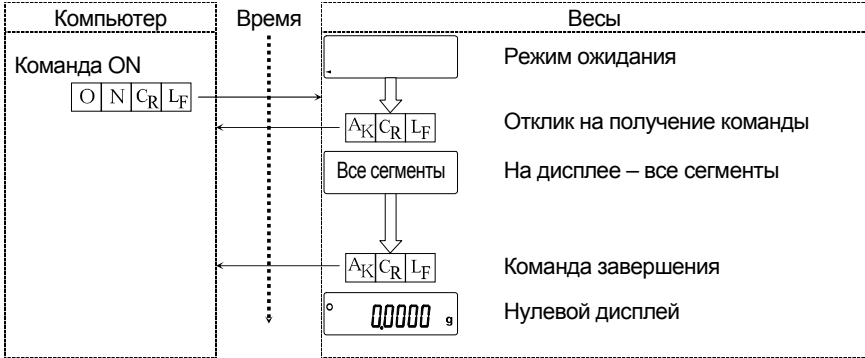 Компьютер Время Весы
Режим ожидания
Команда ON
O N CR LF
AK CR LF Отклик на получение команды
Все сегменты На дисплее – все сегменты
AK CR LF Команда завершения
0.0000 g Нулевой дисплей